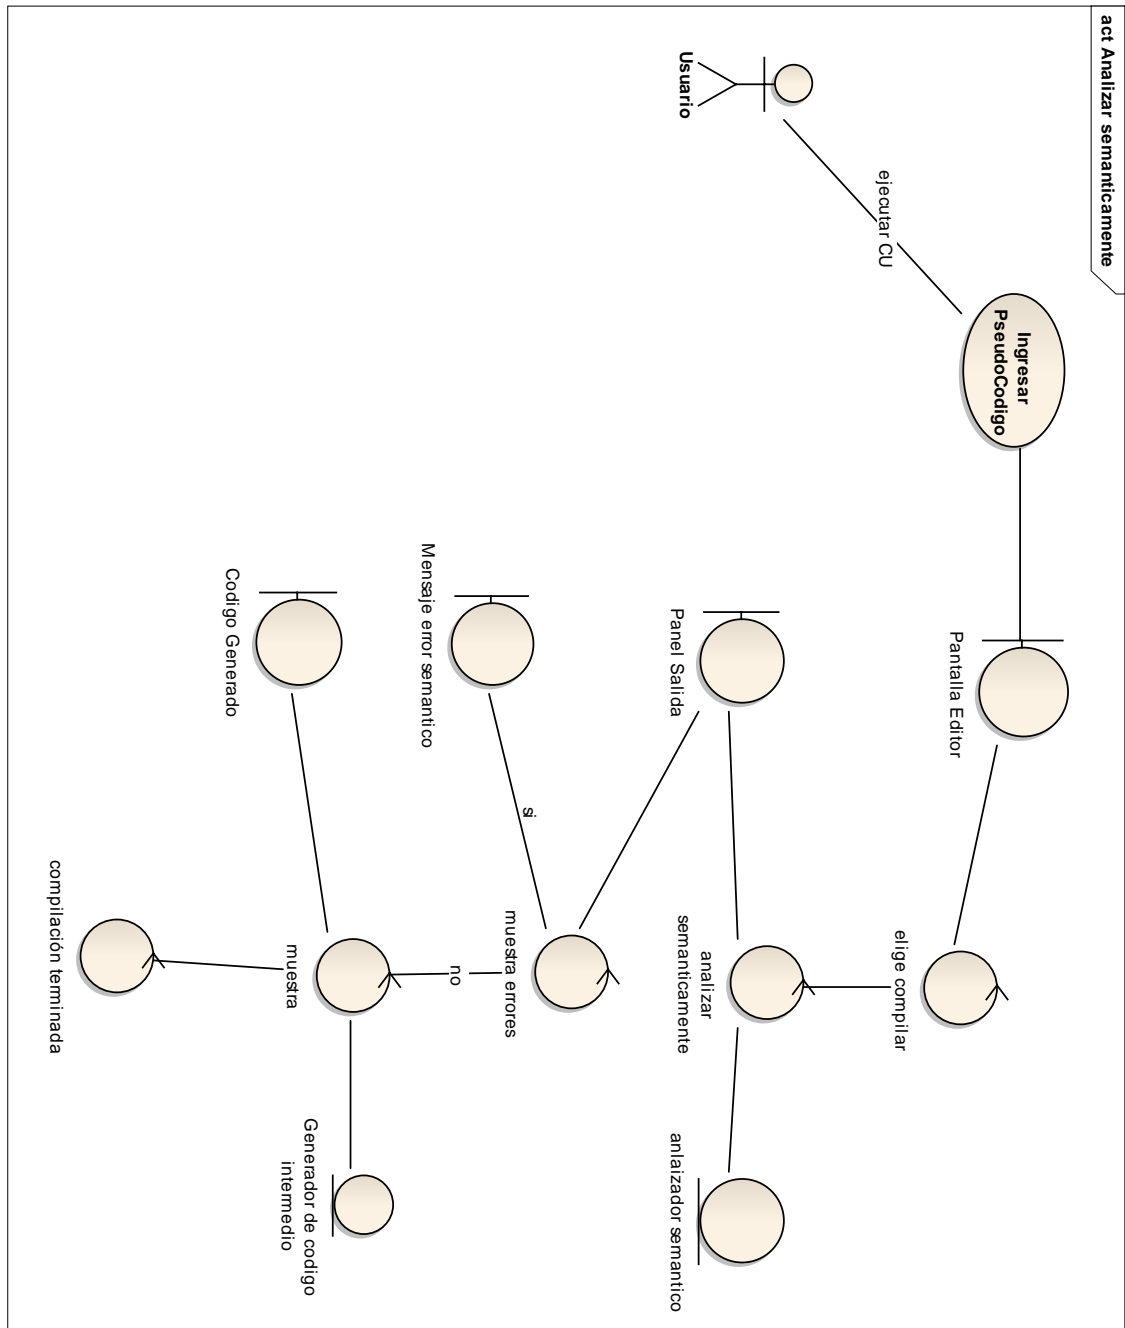 act Analizar semanticamente
Usuario
ejecutar CU
Ingresar
PseudoCodigo
Pantalla Editor
elige compilar
Panel Salida
analizar
semanticamente
anlaizador semantico
Mensaje error semantico
si
muestra errores
no
Codigo Generado
muestra
Generador de codigo
intermedio
compilación terminada